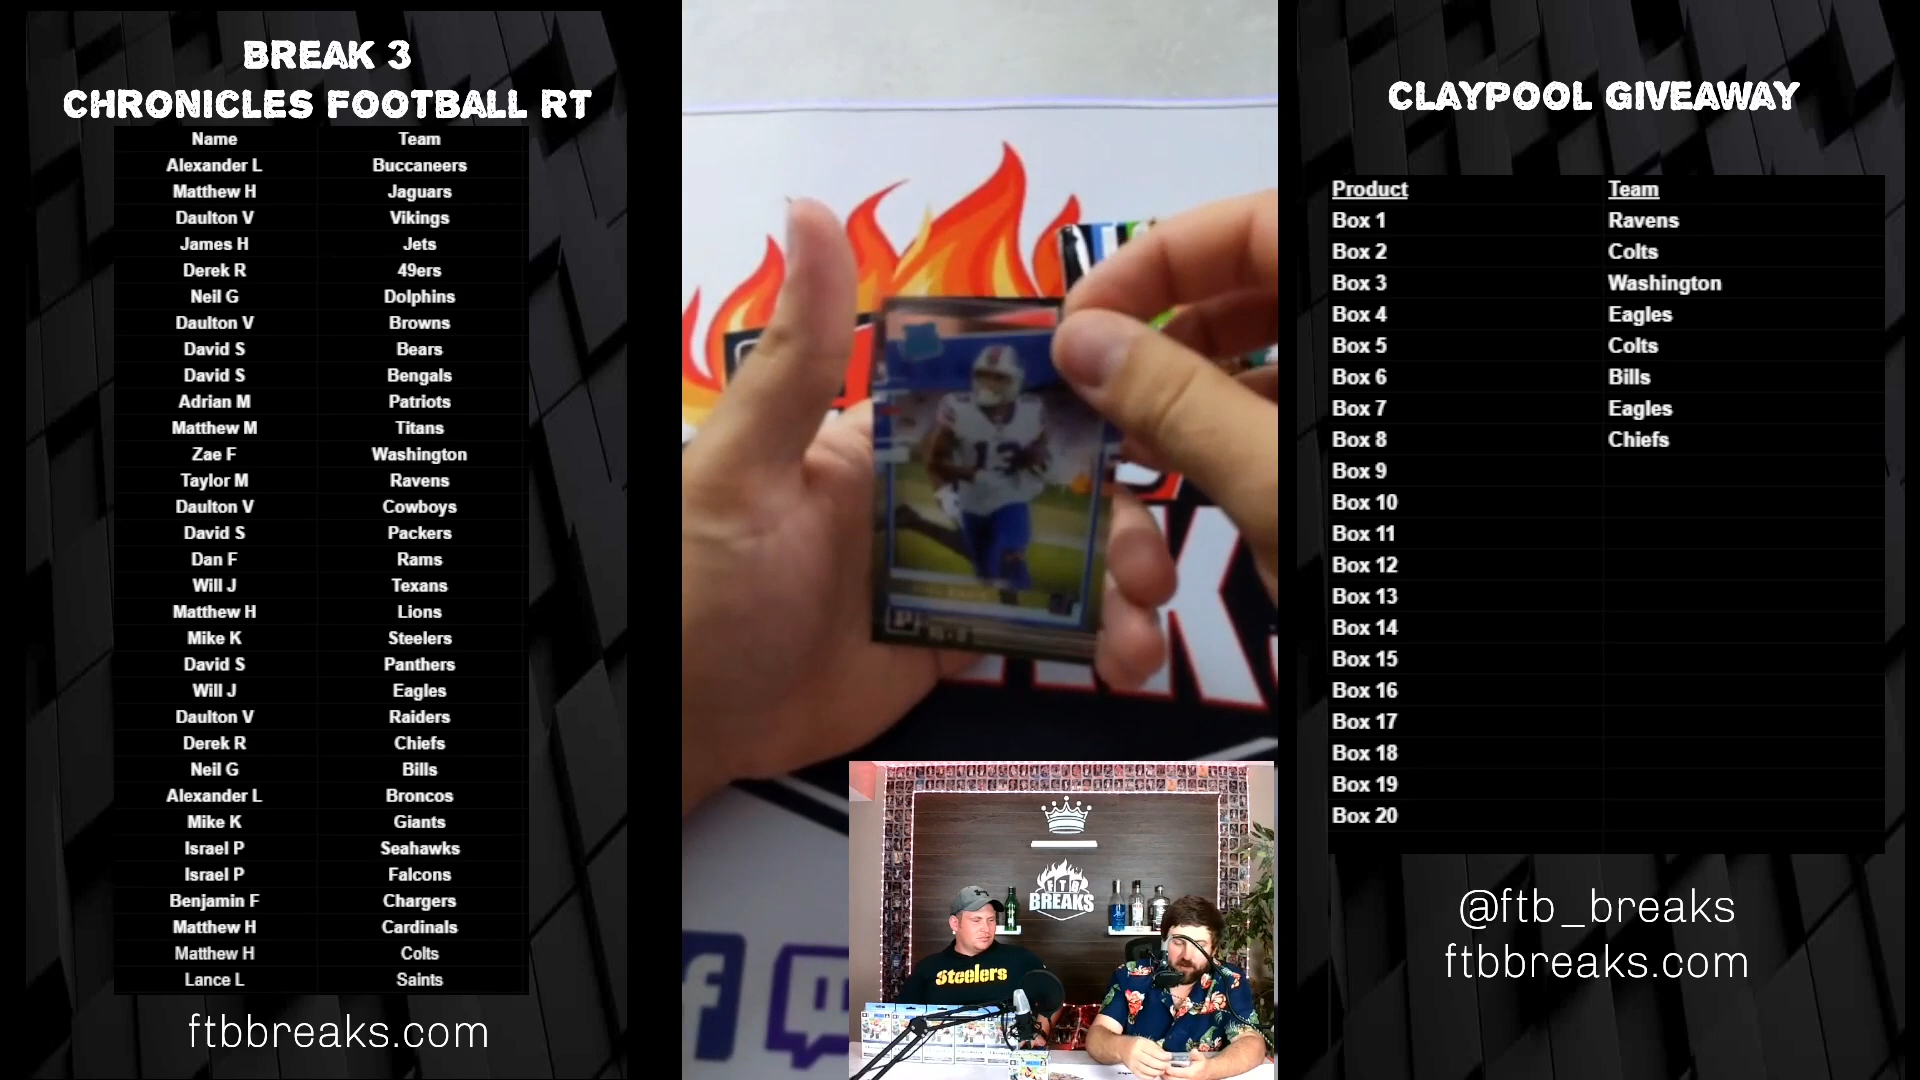 BREAK 3
CHRONICLES FOOTBALL RT
Name Team
Alexander L Buccaneers
Matthew H Jaguars
Daulton V Vikings
James H Jets
Derek R 49ers
Neil G Dolphins
Daulton V Browns
David S Bears
David S Bengals
Adrian M Patriots
Matthew M Titans
Zae F Washington
Taylor M Ravens
Daulton V Cowboys
David S Packers
Dan F Rams
Will J Texans
Matthew H Lions
Mike K Steelers
David S Panthers
Will J Eagles
Daulton V Raiders
Derek R Chiefs
Neil G Bills
Alexander L Broncos
Mike K Giants
Israel P Seahawks
Israel P Falcons
Benjamin F Chargers
Matthew H Cardinals
Matthew H Colts
Lance L Saints
ftbbreaks.com
13
FTB
BREAKS
Steelers
CLAYPOOL GIVEAWAY
Product Team
Box 1 Ravens
Box 2 Colts
Box 3 Washington
Box 4 Eagles
Box 5 Colts
Box 6 Bills
Box 7 Eagles
Box 8 Chiefs
Box 9
Box 10
Box 11
Box 12
Box 13
Box 14
Box 15
Box 16
Box 17
Box 18
Box 19
Box 20
@ftb_breaks
ftbbreaks.com